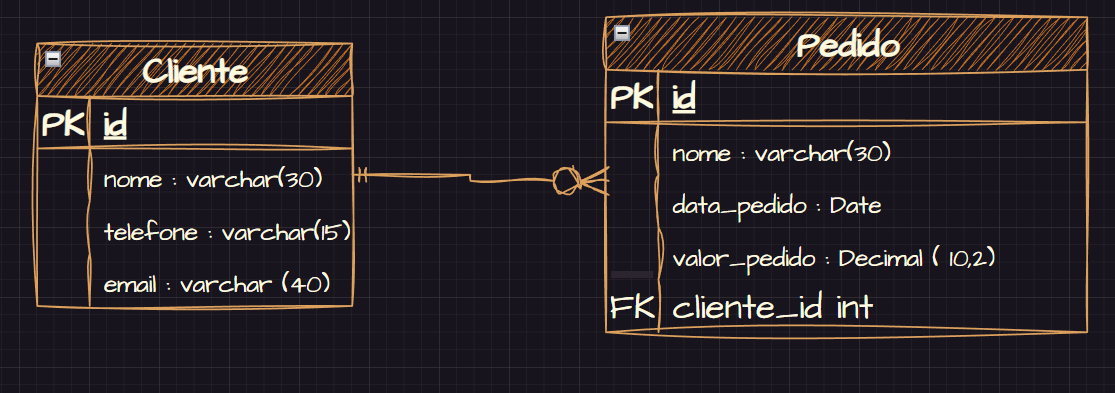 Cliente
PK id
nome : varchar(30)
telefone : varchar(15)
email : varchar (40)
Pedido
PK id
nome : varchar(30)
data_pedido : Date
valor_pedido : Decimal ( 10,2)
FK cliente_id int